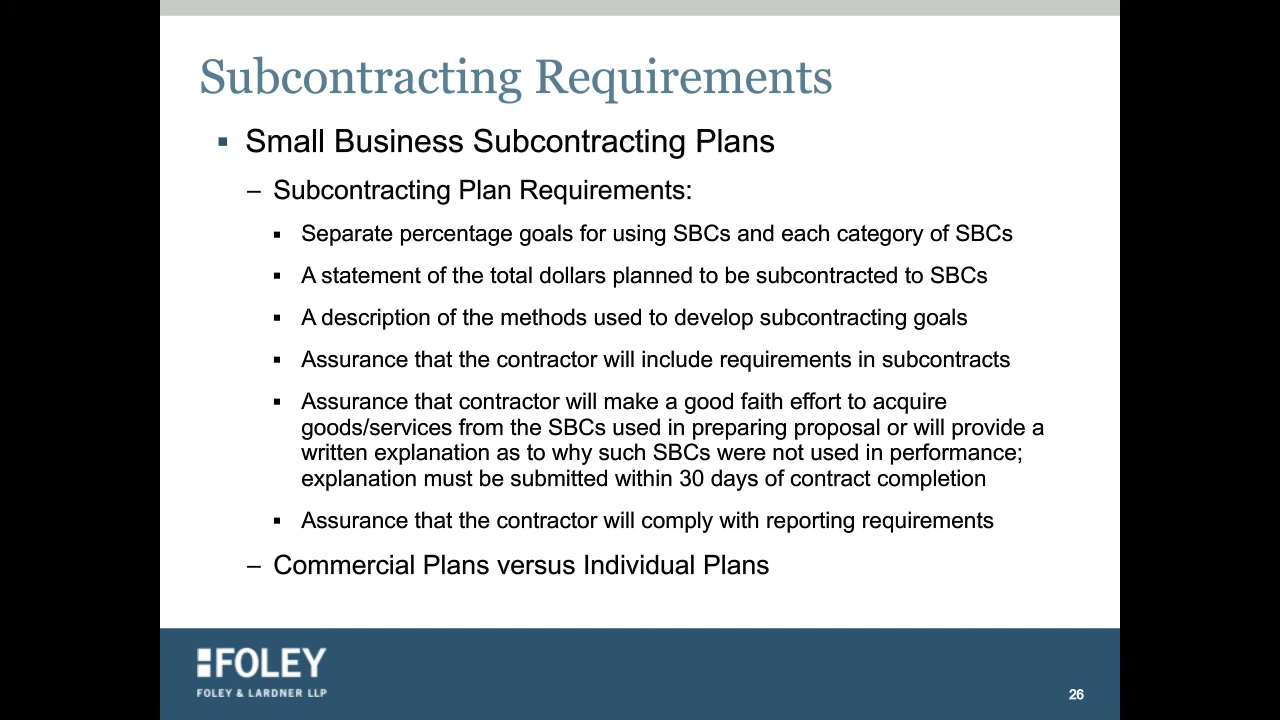 Subcontracting Requirements
▪ Small Business Subcontracting Plans
– Subcontracting Plan Requirements:
▪ Separate percentage goals for using SBCs and each category of SBCs
▪ A statement of the total dollars planned to be subcontracted to SBCs
▪ A description of the methods used to develop subcontracting goals
▪ Assurance that the contractor will include requirements in subcontracts
▪ Assurance that contractor will make a good faith effort to acquire
goods/services from the SBCs used in preparing proposal or will provide a
written explanation as to why such SBCs were not used in performance;
explanation must be submitted within 30 days of contract completion
▪ Assurance that the contractor will comply with reporting requirements
– Commercial Plans versus Individual Plans
FOLEY
FOLEY & LARDNER LLP
26